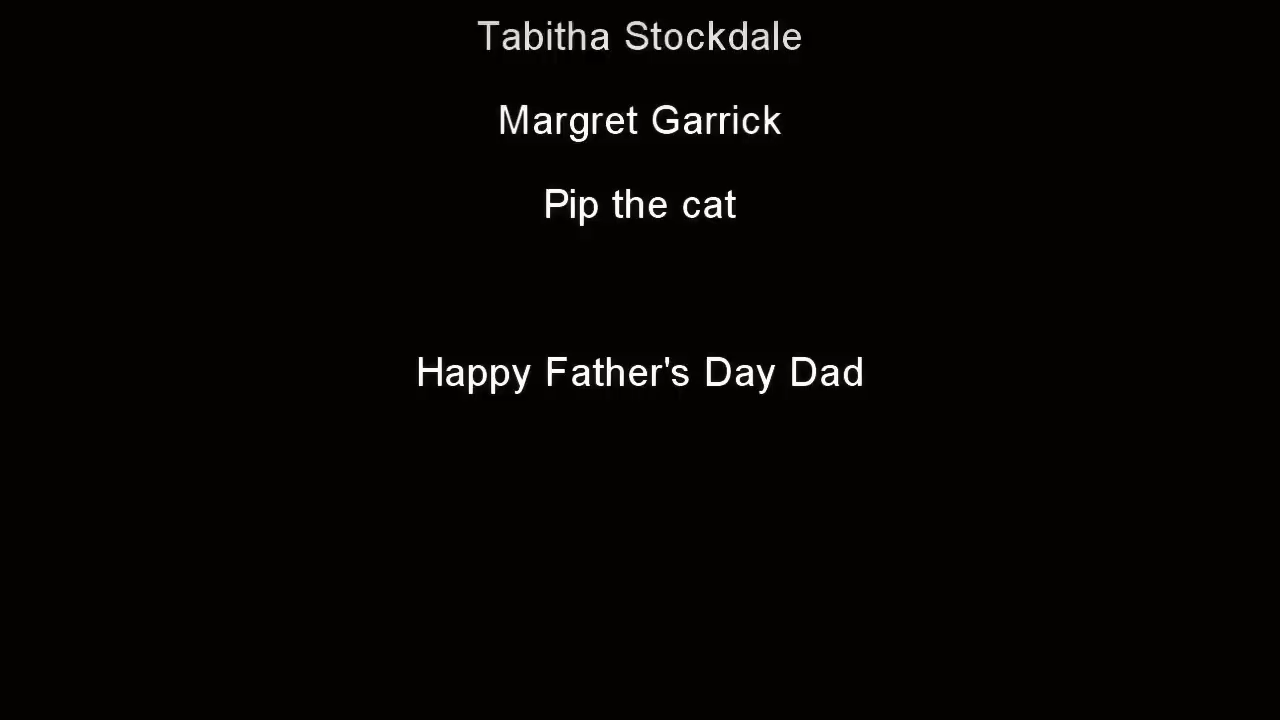 Tabitha Stockdale
Margret Garrick
Pip the cat
Happy Father's Day Dad